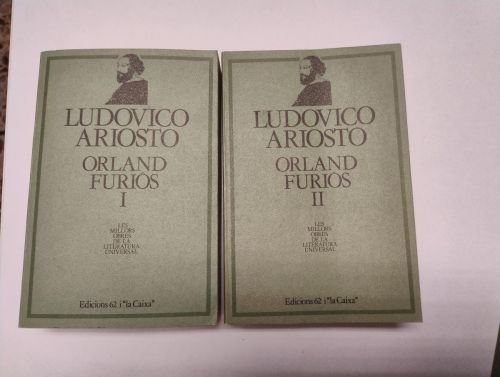 LUDOVICO
ARIOSTO
ORLAND
FURIÓS
I
LES
MILLORS
OBRES
DE LA
LITERATURA
UNIVERSAL
Edicions 62 i "la Caixa"
LUDOVICO
ARIOSTO
ORLAND
FURIOS
II
LES
MILLORS
OBRES
DE LA
LITERATURA
UNIVERSAL
Edicions 62 i "la Caixa"